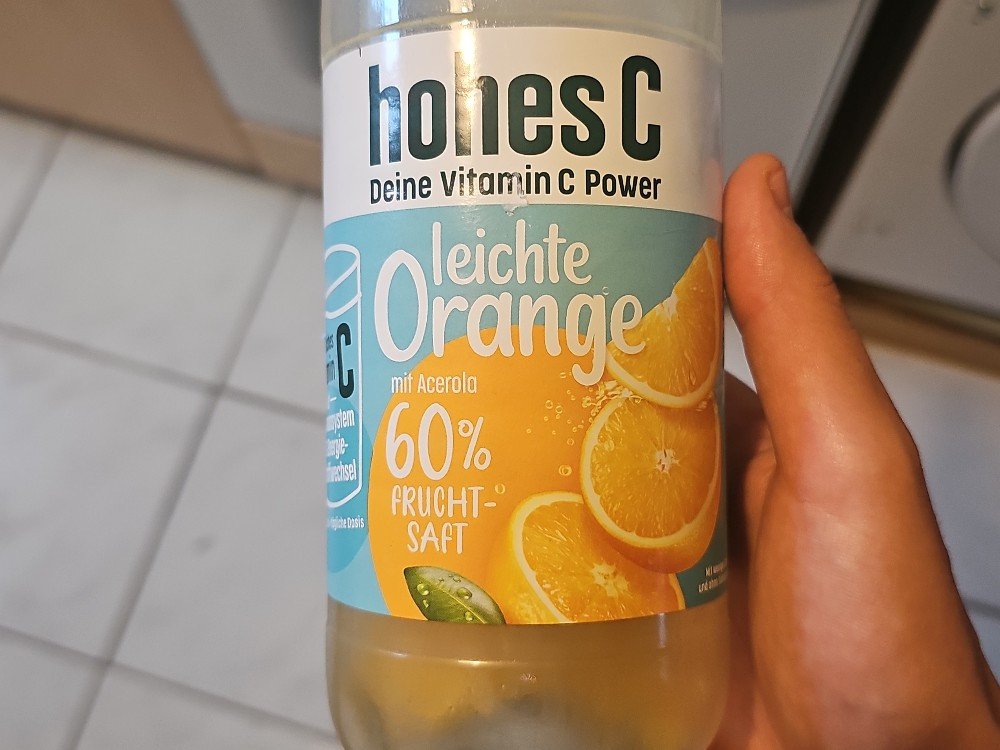 hohes C
Deine Vitamin C Power
leichte
Orange
mit Acerola
60%
FRUCHT-
SAFT
C